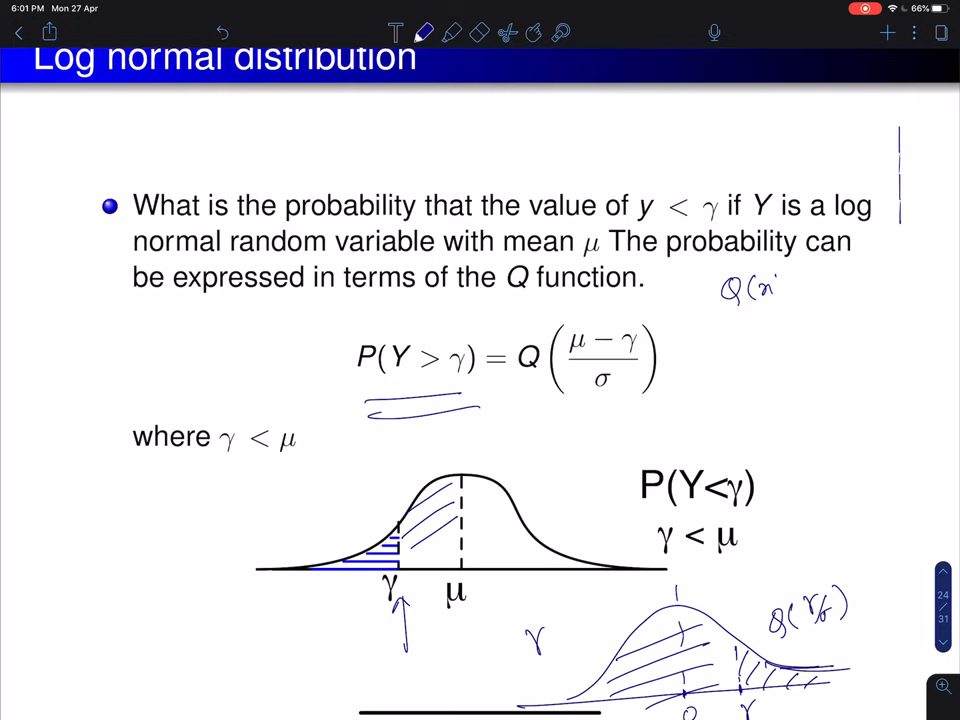 6:01 PM Mon 27 Apr
66%
Log normal distribution
What is the probability that the value of y < γ if Y is a log
normal random variable with mean μ The probability can
be expressed in terms of the Q function.
Q(x)
P(Y > γ) = Q((μ − γ)/σ)
where γ < μ
P(Y<γ)
γ < μ
γ μ
γ
Q(γ/σ)
0 γ
24
/
31